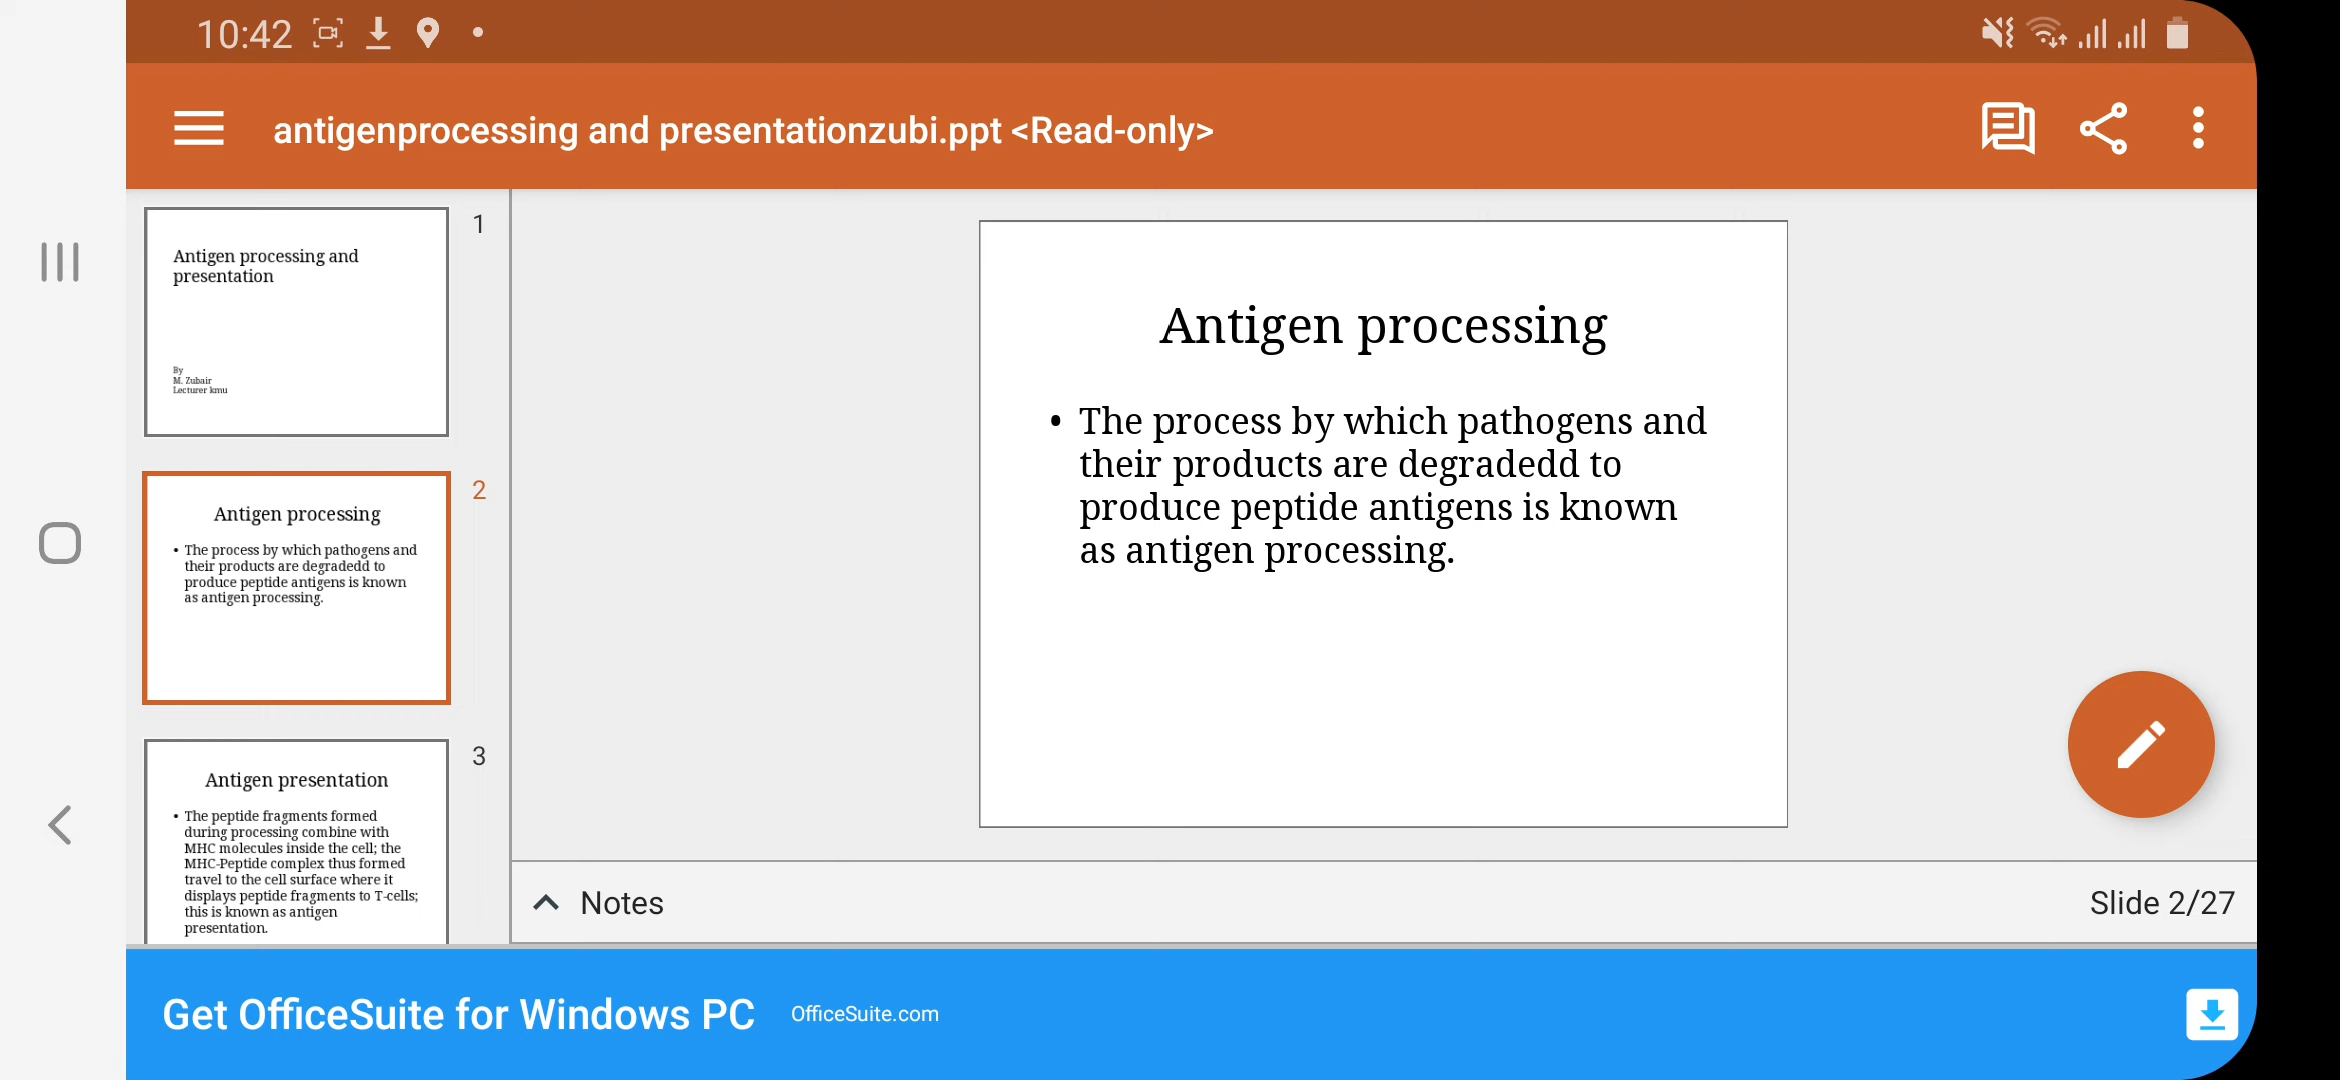 10:42
antigenprocessing and presentationzubi.ppt <Read-only>
1
Antigen processing and
presentation
By
M. Zubair
Lecturer kmu
2
Antigen processing
• The process by which pathogens and
their products are degradedd to
produce peptide antigens is known
as antigen processing.
3
Antigen presentation
• The peptide fragments formed
during processing combine with
MHC molecules inside the cell; the
MHC-Peptide complex thus formed
travel to the cell surface where it
displays peptide fragments to T-cells;
this is known as antigen
presentation.
Antigen processing
• The process by which pathogens and
their products are degradedd to
produce peptide antigens is known
as antigen processing.
Notes
Slide 2/27
Get OfficeSuite for Windows PC OfficeSuite.com